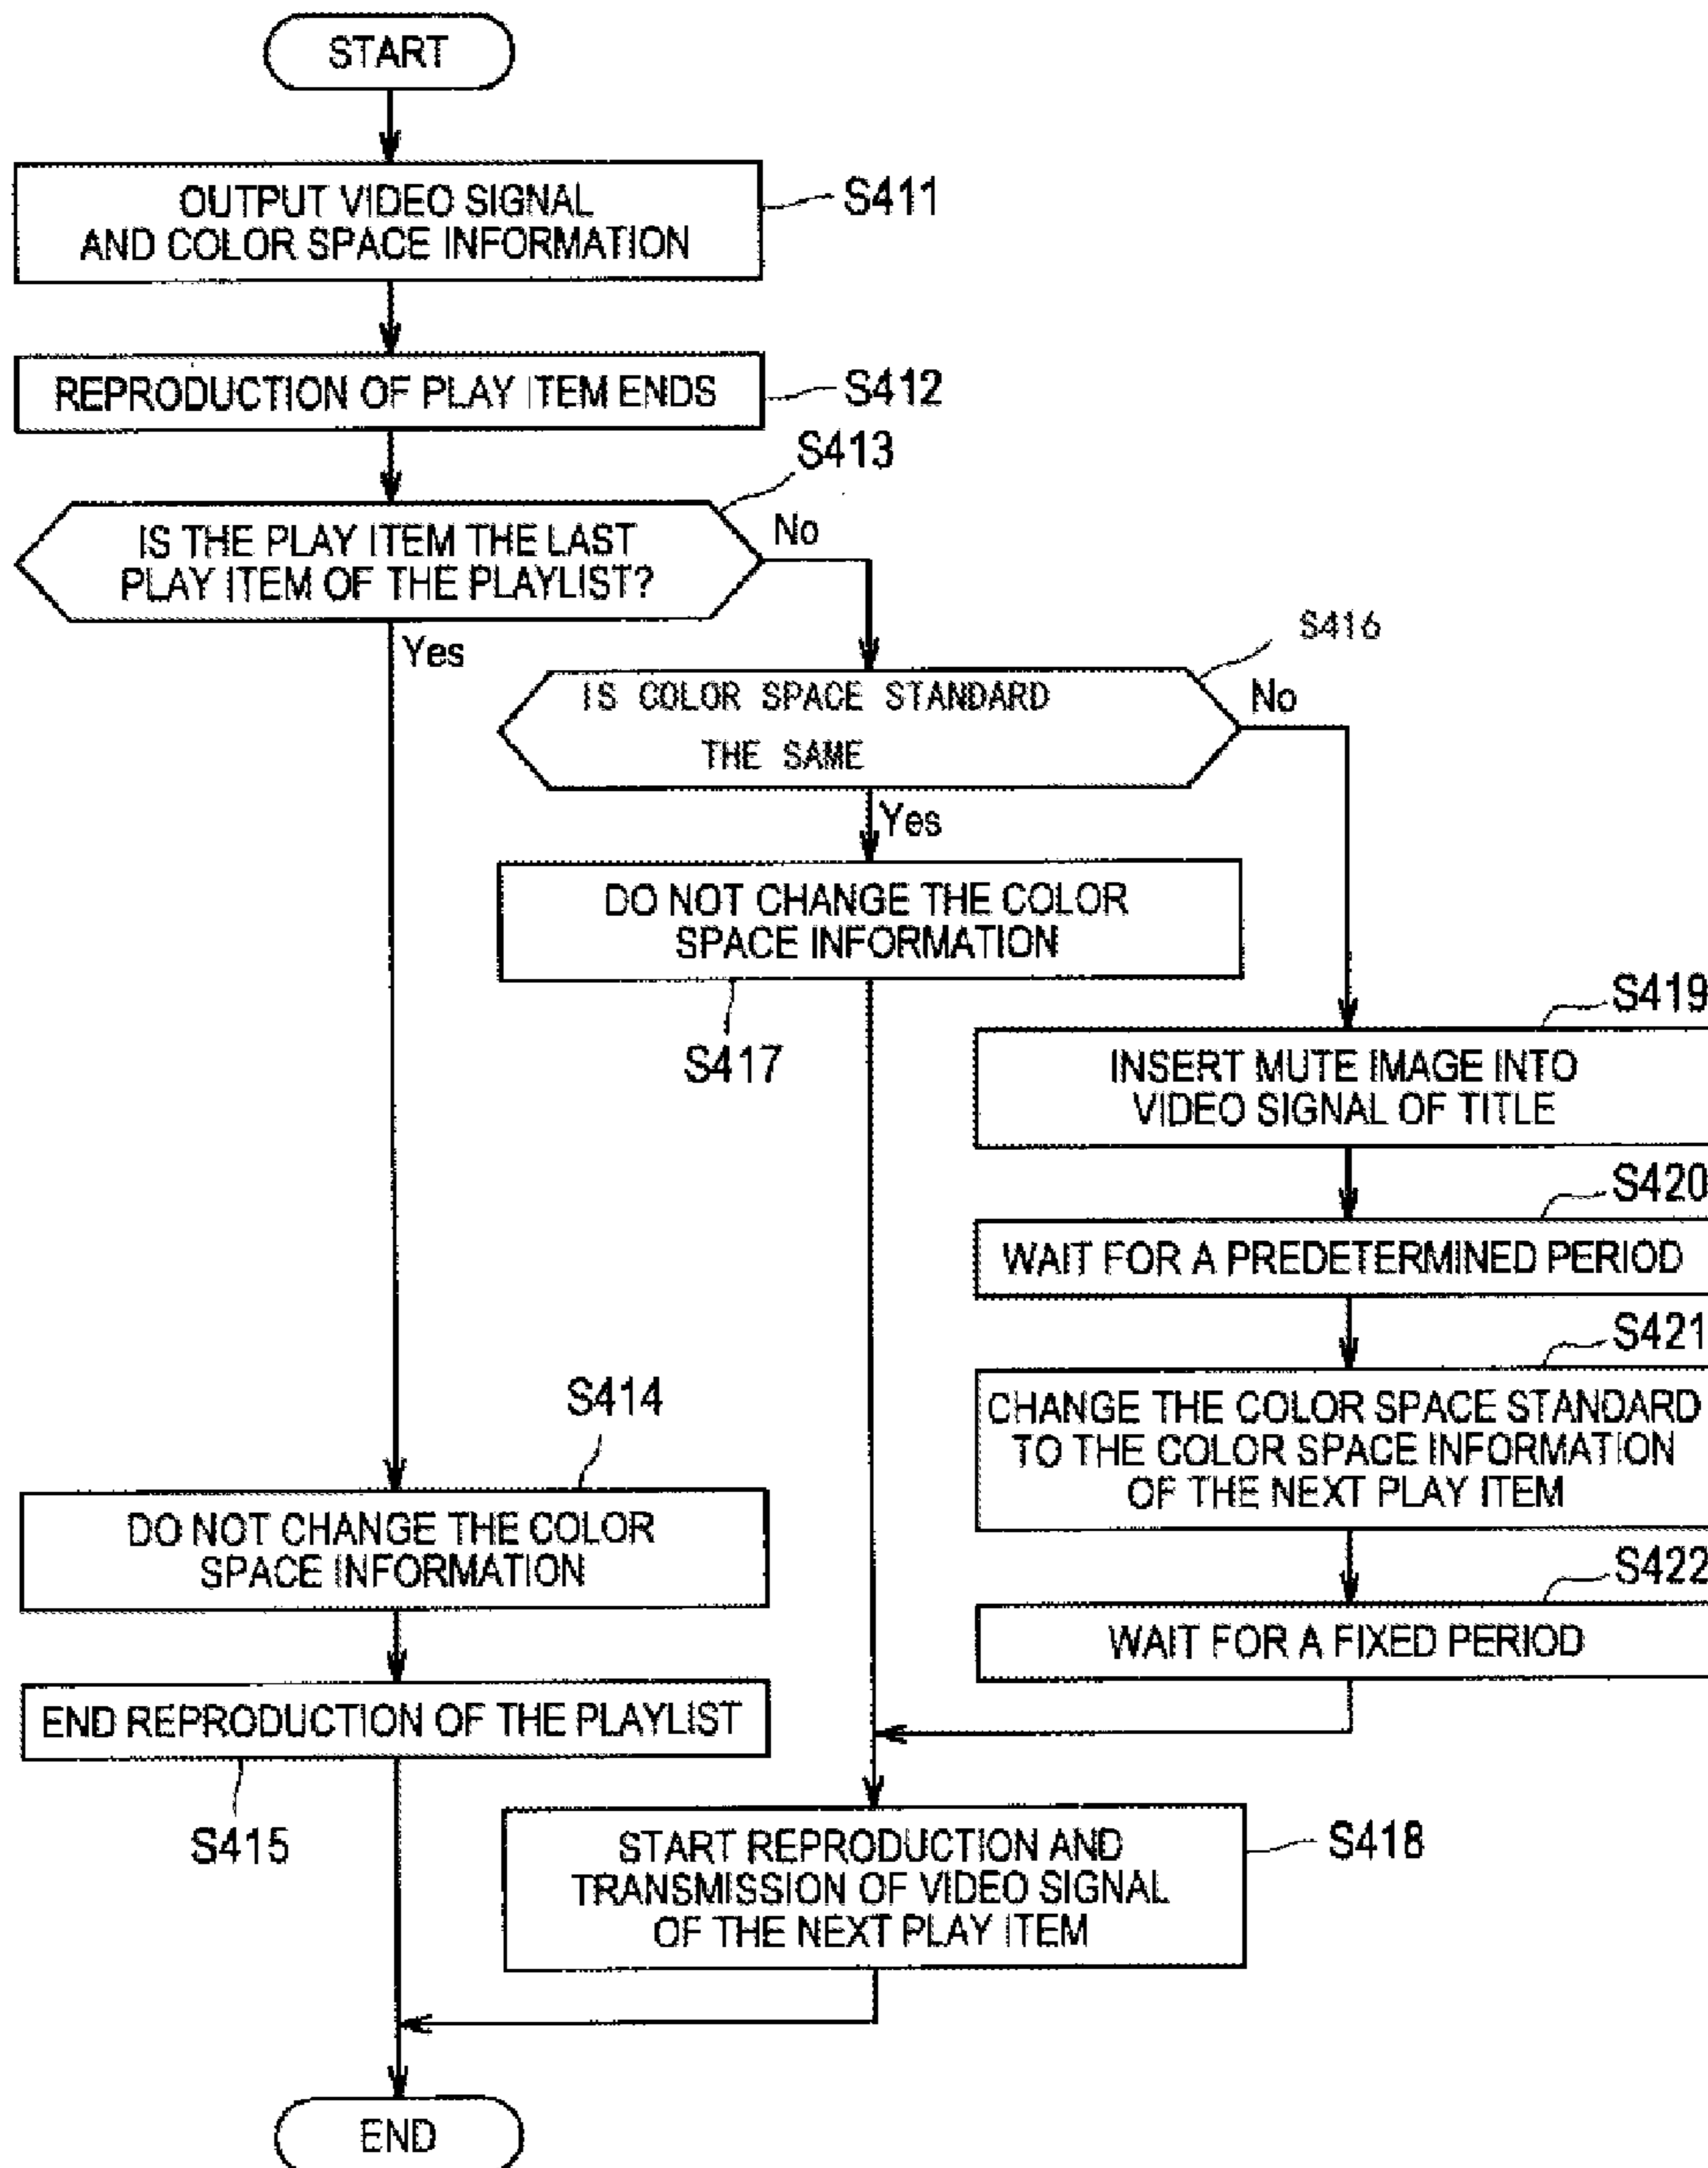 START
OUTPUT VIDEO SIGNAL
AND COLOR SPACE INFORMATION
S411
REPRODUCTION OF PLAY ITEM ENDS
S412
S413
IS THE PLAY ITEM THE LAST
PLAY ITEM OF THE PLAYLIST?
No
Yes
S416
IS COLOR SPACE STANDARD
THE SAME
No
Yes
DO NOT CHANGE THE COLOR
SPACE INFORMATION
S417
S419
INSERT MUTE IMAGE INTO
VIDEO SIGNAL OF TITLE
S420
WAIT FOR A PREDETERMINED PERIOD
S421
CHANGE THE COLOR SPACE STANDARD
TO THE COLOR SPACE INFORMATION
OF THE NEXT PLAY ITEM
S422
WAIT FOR A FIXED PERIOD
S414
DO NOT CHANGE THE COLOR
SPACE INFORMATION
END REPRODUCTION OF THE PLAYLIST
S415
START REPRODUCTION AND
TRANSMISSION OF VIDEO SIGNAL
OF THE NEXT PLAY ITEM
S418
END